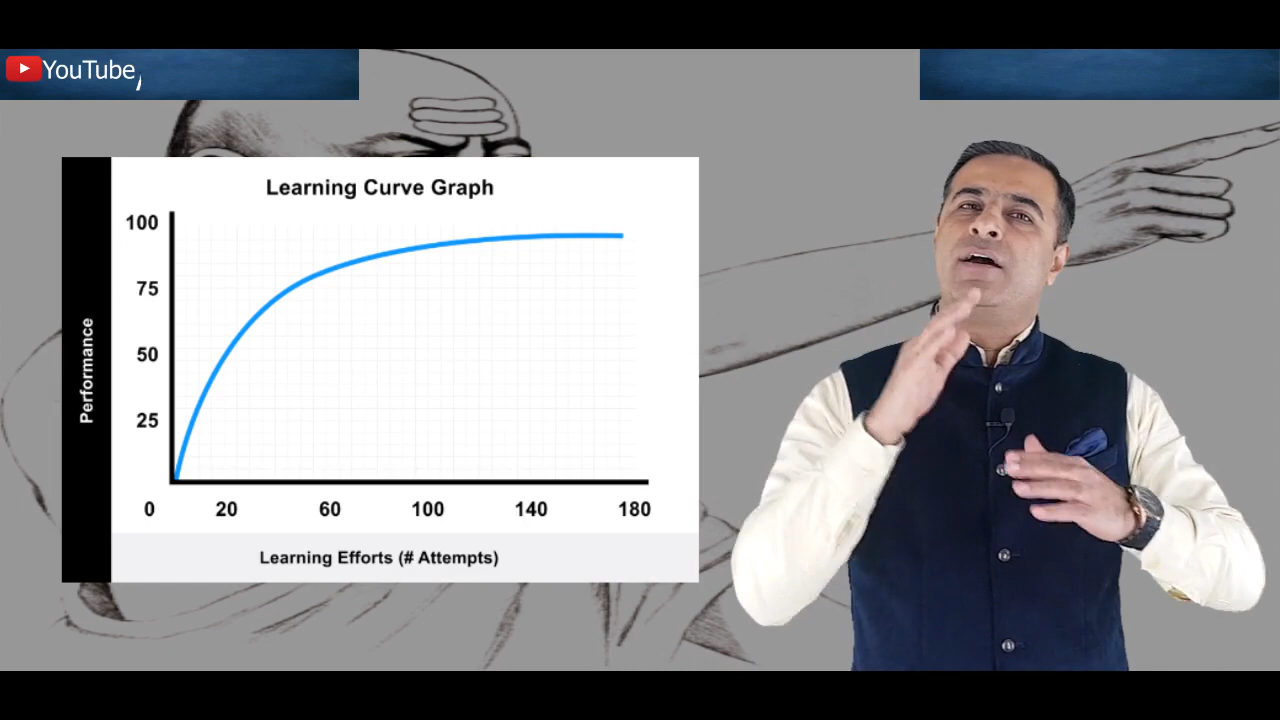 YouTube
Learning Curve Graph
100
75
50
25
Performance
0 20 60 100 140 180
Learning Efforts (# Attempts)